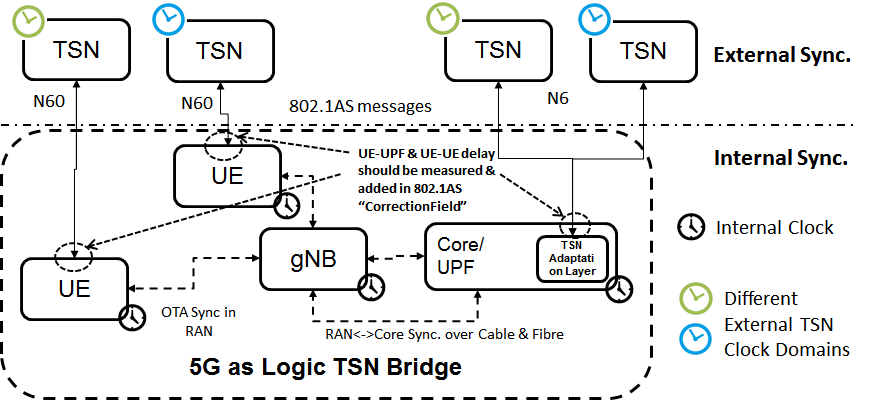 TSN
TSN
TSN
TSN
External Sync.
N60
N60
802.1AS messages
N6
UE-UPF & UE-UE delay
should be measured &
added in 802.1AS
“CorrectionField”
Internal Sync.
UE
Internal Clock
gNB
Core/
UPF
TSN
Adaptati
on Layer
UE
OTA Sync in
RAN
RAN<->Core Sync. over Cable & Fibre
Different
External TSN
Clock Domains
5G as Logic TSN Bridge